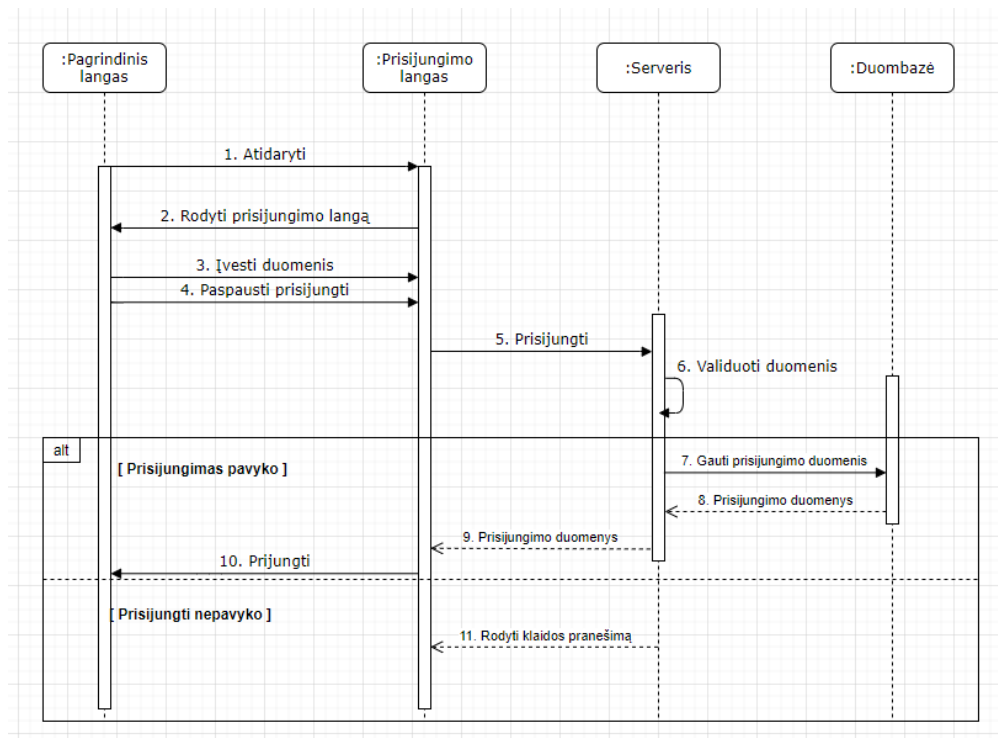 :Pagrindinis
langas
:Prisijungimo
langas
:Serveris
:Duombazė
1. Atidaryti
2. Rodyti prisijungimo langą
3. Įvesti duomenis
4. Paspausti prisijungti
5. Prisijungti
6. Validuoti duomenis
alt
[ Prisijungimas pavyko ]
7. Gauti prisijungimo duomenis
8. Prisijungimo duomenys
9. Prisijungimo duomenys
10. Prijungti
[ Prisijungti nepavyko ]
11. Rodyti klaidos pranešimą